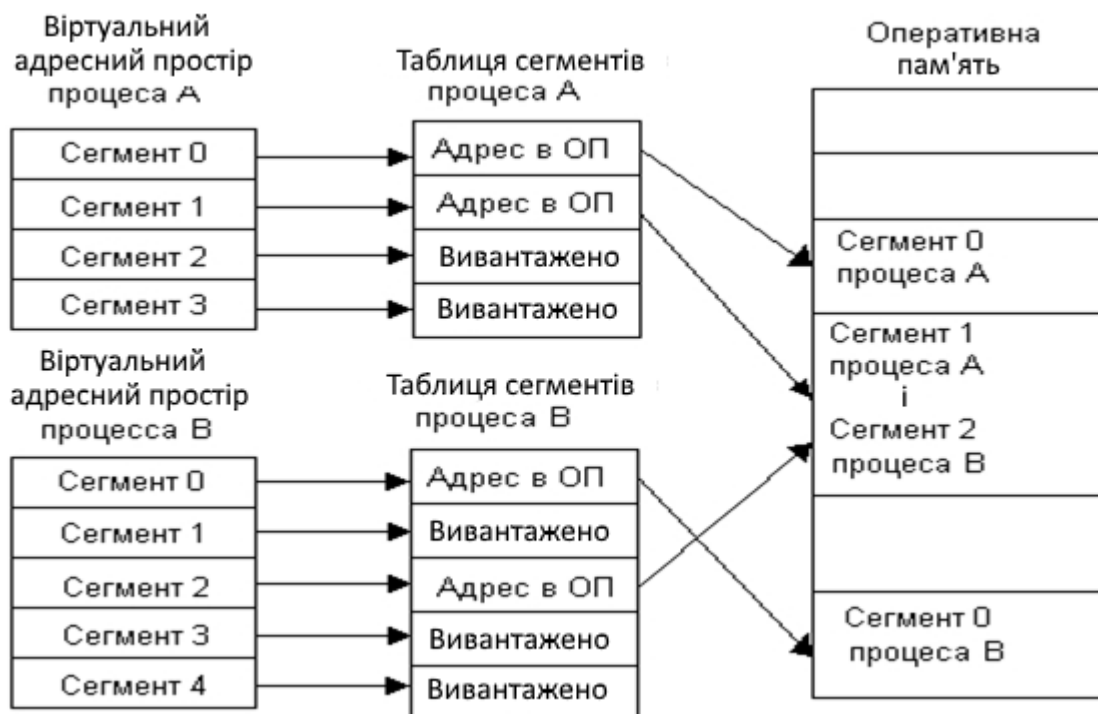 Віртуальний
адресний простір
процеса А
Сегмент 0
Сегмент 1
Сегмент 2
Сегмент 3
Таблиця сегментів
процеса А
Адрес в ОП
Адрес в ОП
Вивантажено
Вивантажено
Віртуальний
адресний простір
процесса В
Сегмент 0
Сегмент 1
Сегмент 2
Сегмент 3
Сегмент 4
Таблиця сегментів
процеса В
Адрес в ОП
Вивантажено
Адрес в ОП
Вивантажено
Вивантажено
Оперативна
пам'ять
Сегмент 0
процеса А
Сегмент 1
процеса А
і
Сегмент 2
процеса В
Сегмент 0
процеса В